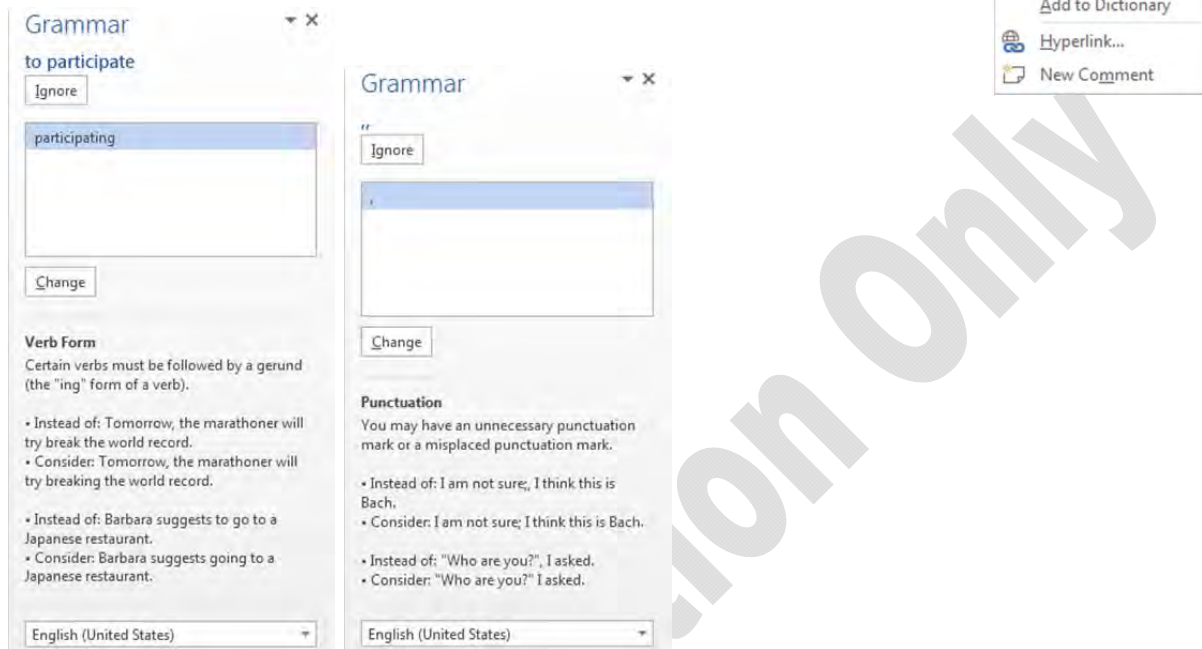 Grammar
to participate
Ignore
participating
Change
Verb Form
Certain verbs must be followed by a gerund
(the "ing" form of a verb).
• Instead of: Tomorrow, the marathoner will
try break the world record.
• Consider: Tomorrow, the marathoner will
try breaking the world record.
• Instead of: Barbara suggests to go to a
Japanese restaurant.
• Consider: Barbara suggests going to a
Japanese restaurant.
English (United States)
Grammar
,,
Ignore
,
Change
Punctuation
You may have an unnecessary punctuation
mark or a misplaced punctuation mark.
• Instead of: I am not sure;, I think this is
Bach.
• Consider: I am not sure; I think this is Bach.
• Instead of: "Who are you?", I asked.
• Consider: "Who are you?" I asked.
English (United States)
Add to Dictionary
Hyperlink...
New Comment
Only